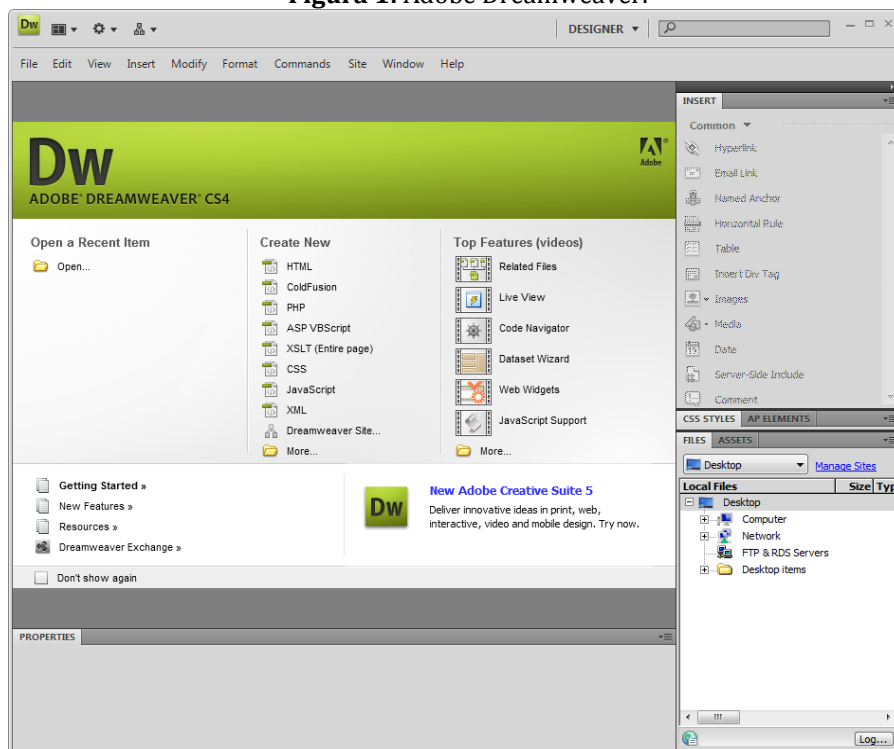 Figura 1. Adobe Dreamweaver.
Dw
DESIGNER
File Edit View Insert Modify Format Commands Site Window Help
Dw
ADOBE® DREAMWEAVER® CS4
Adobe
Open a Recent Item
Open...
Create New
HTML
ColdFusion
PHP
ASP VBScript
XSLT (Entire page)
CSS
JavaScript
XML
Dreamweaver Site...
More...
Top Features (videos)
Related Files
Live View
Code Navigator
Dataset Wizard
Web Widgets
JavaScript Support
More...
Getting Started »
New Features »
Resources »
Dreamweaver Exchange »
Dw
New Adobe Creative Suite 5
Deliver innovative ideas in print, web,
interactive, video and mobile design. Try now.
Don't show again
PROPERTIES
INSERT
Common
Hyperlink
Email Link
Named Anchor
Horizontal Rule
Table
Insert Div Tag
Images
Media
Date
Server-Side Include
Comment
CSS STYLES AP ELEMENTS
FILES ASSETS
Desktop Manage Sites
Local Files Size Typ
Desktop
Computer
Network
FTP & RDS Servers
Desktop items
Log...